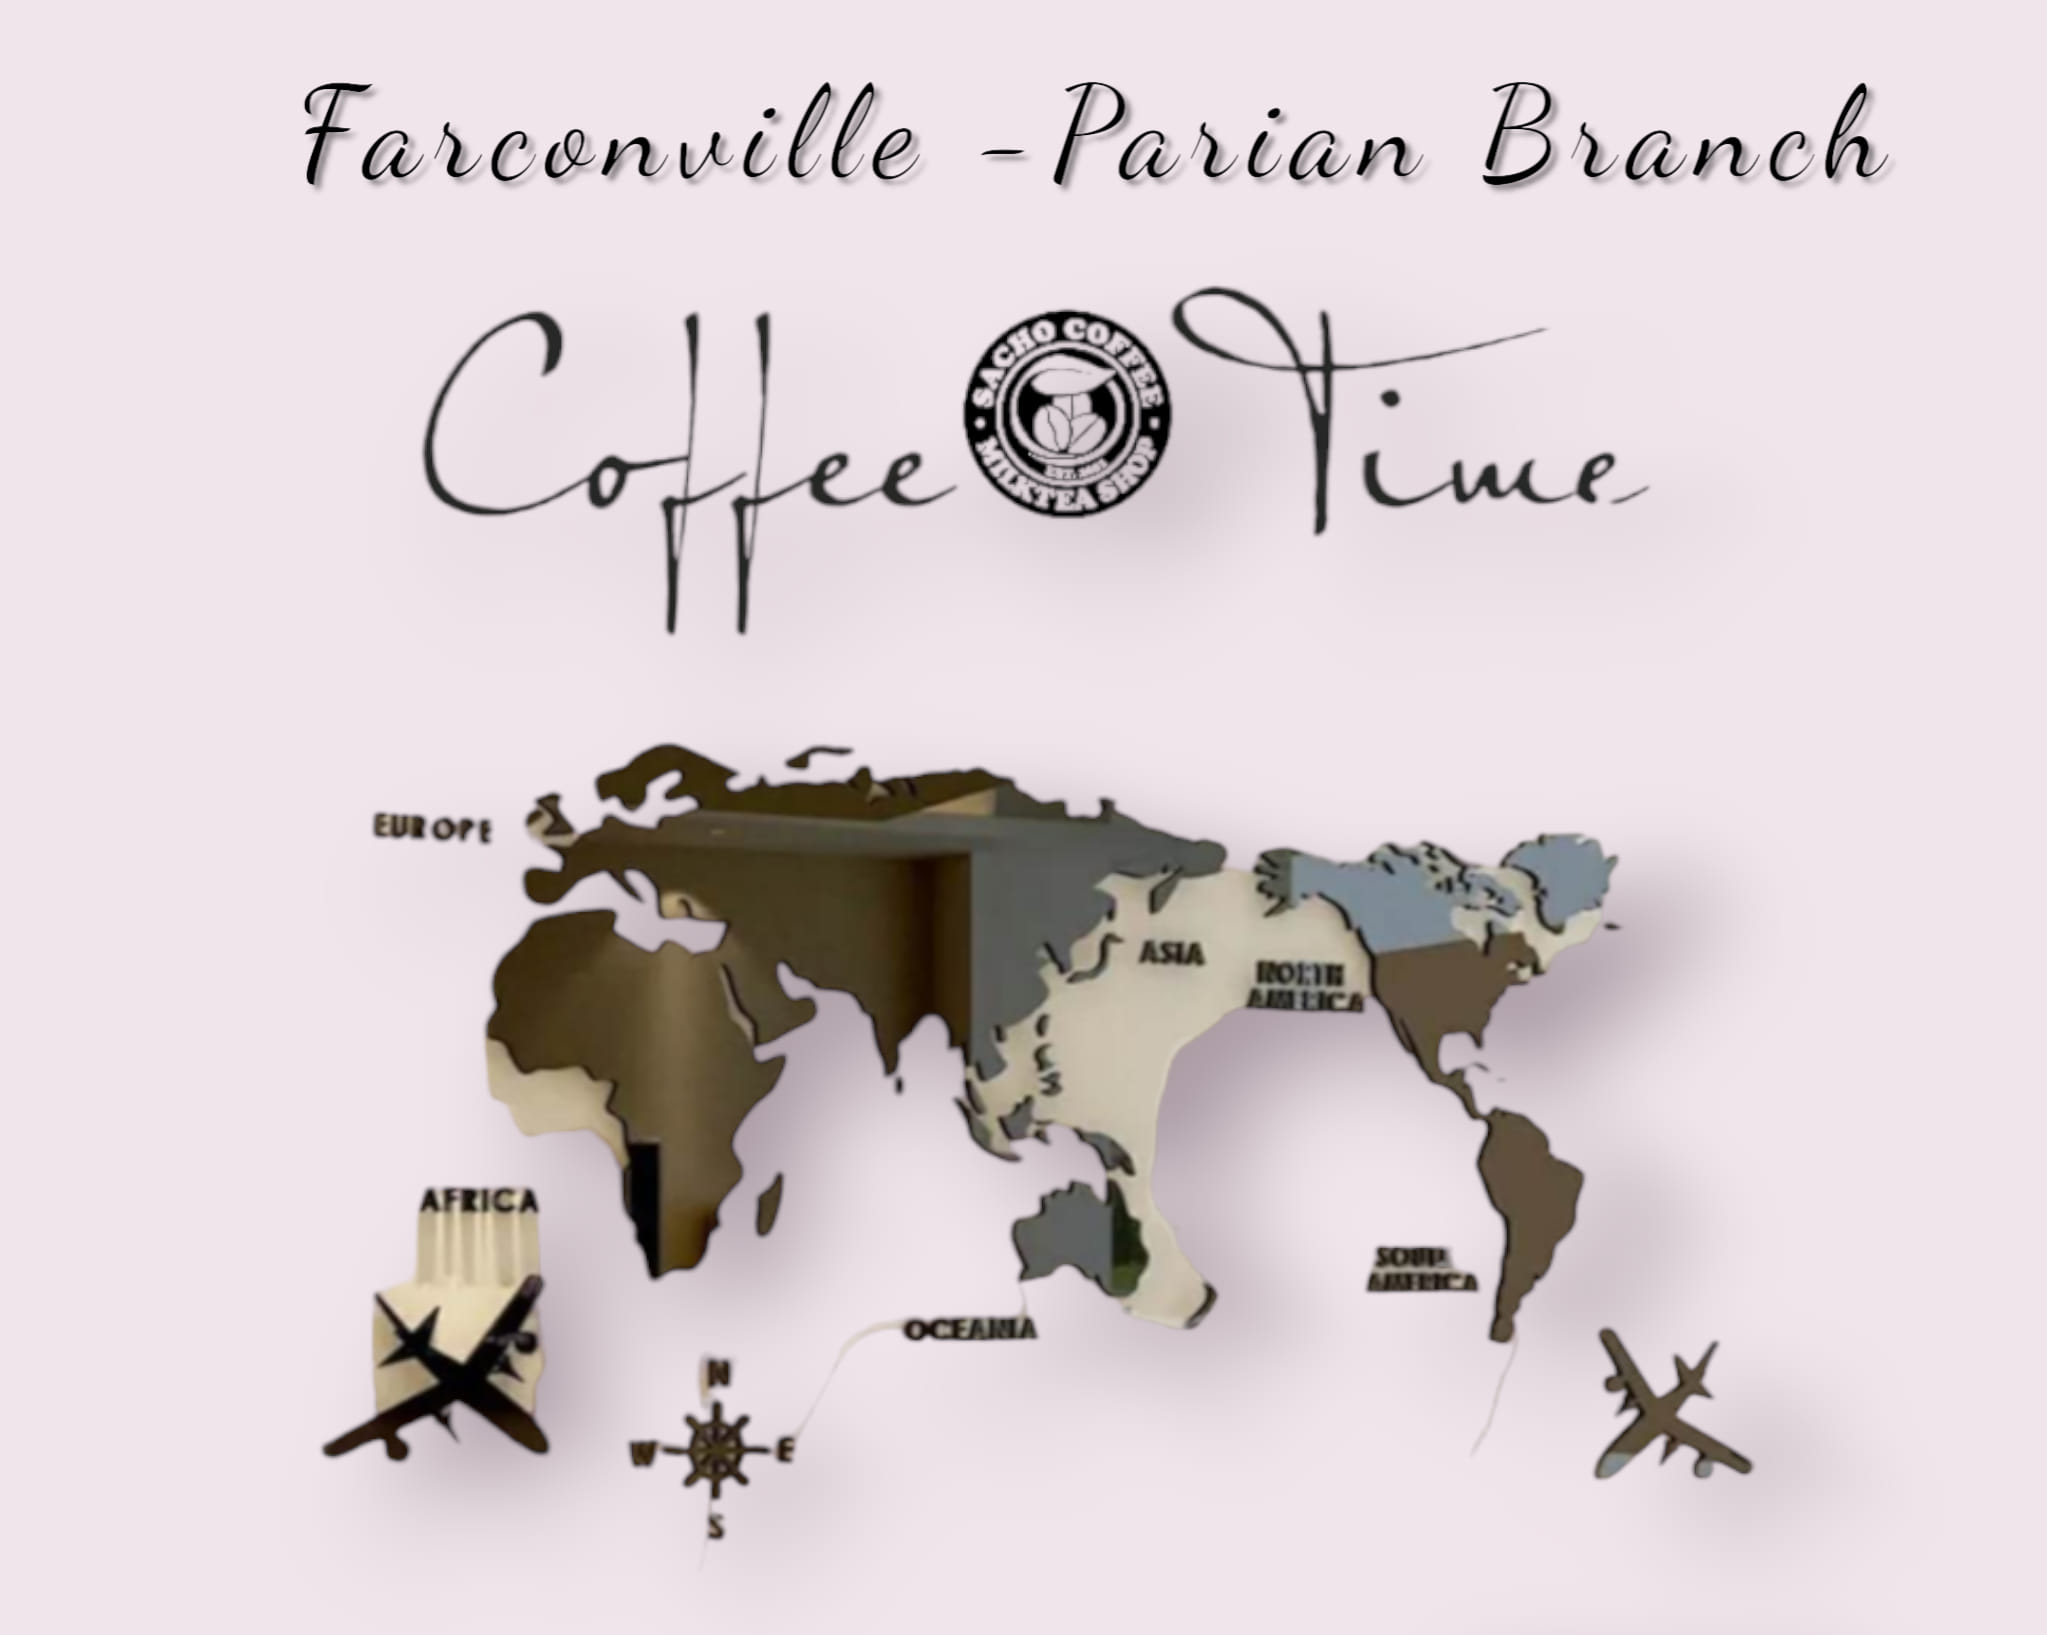 Farconville -Parian Branch
Coffee Time
SACHO COFFEE
MILKTEA SHOP
EUROPE
ASIA
NORTH
AMERICA
AFRICA
AMERICA
OCEANIA
N
W E
S